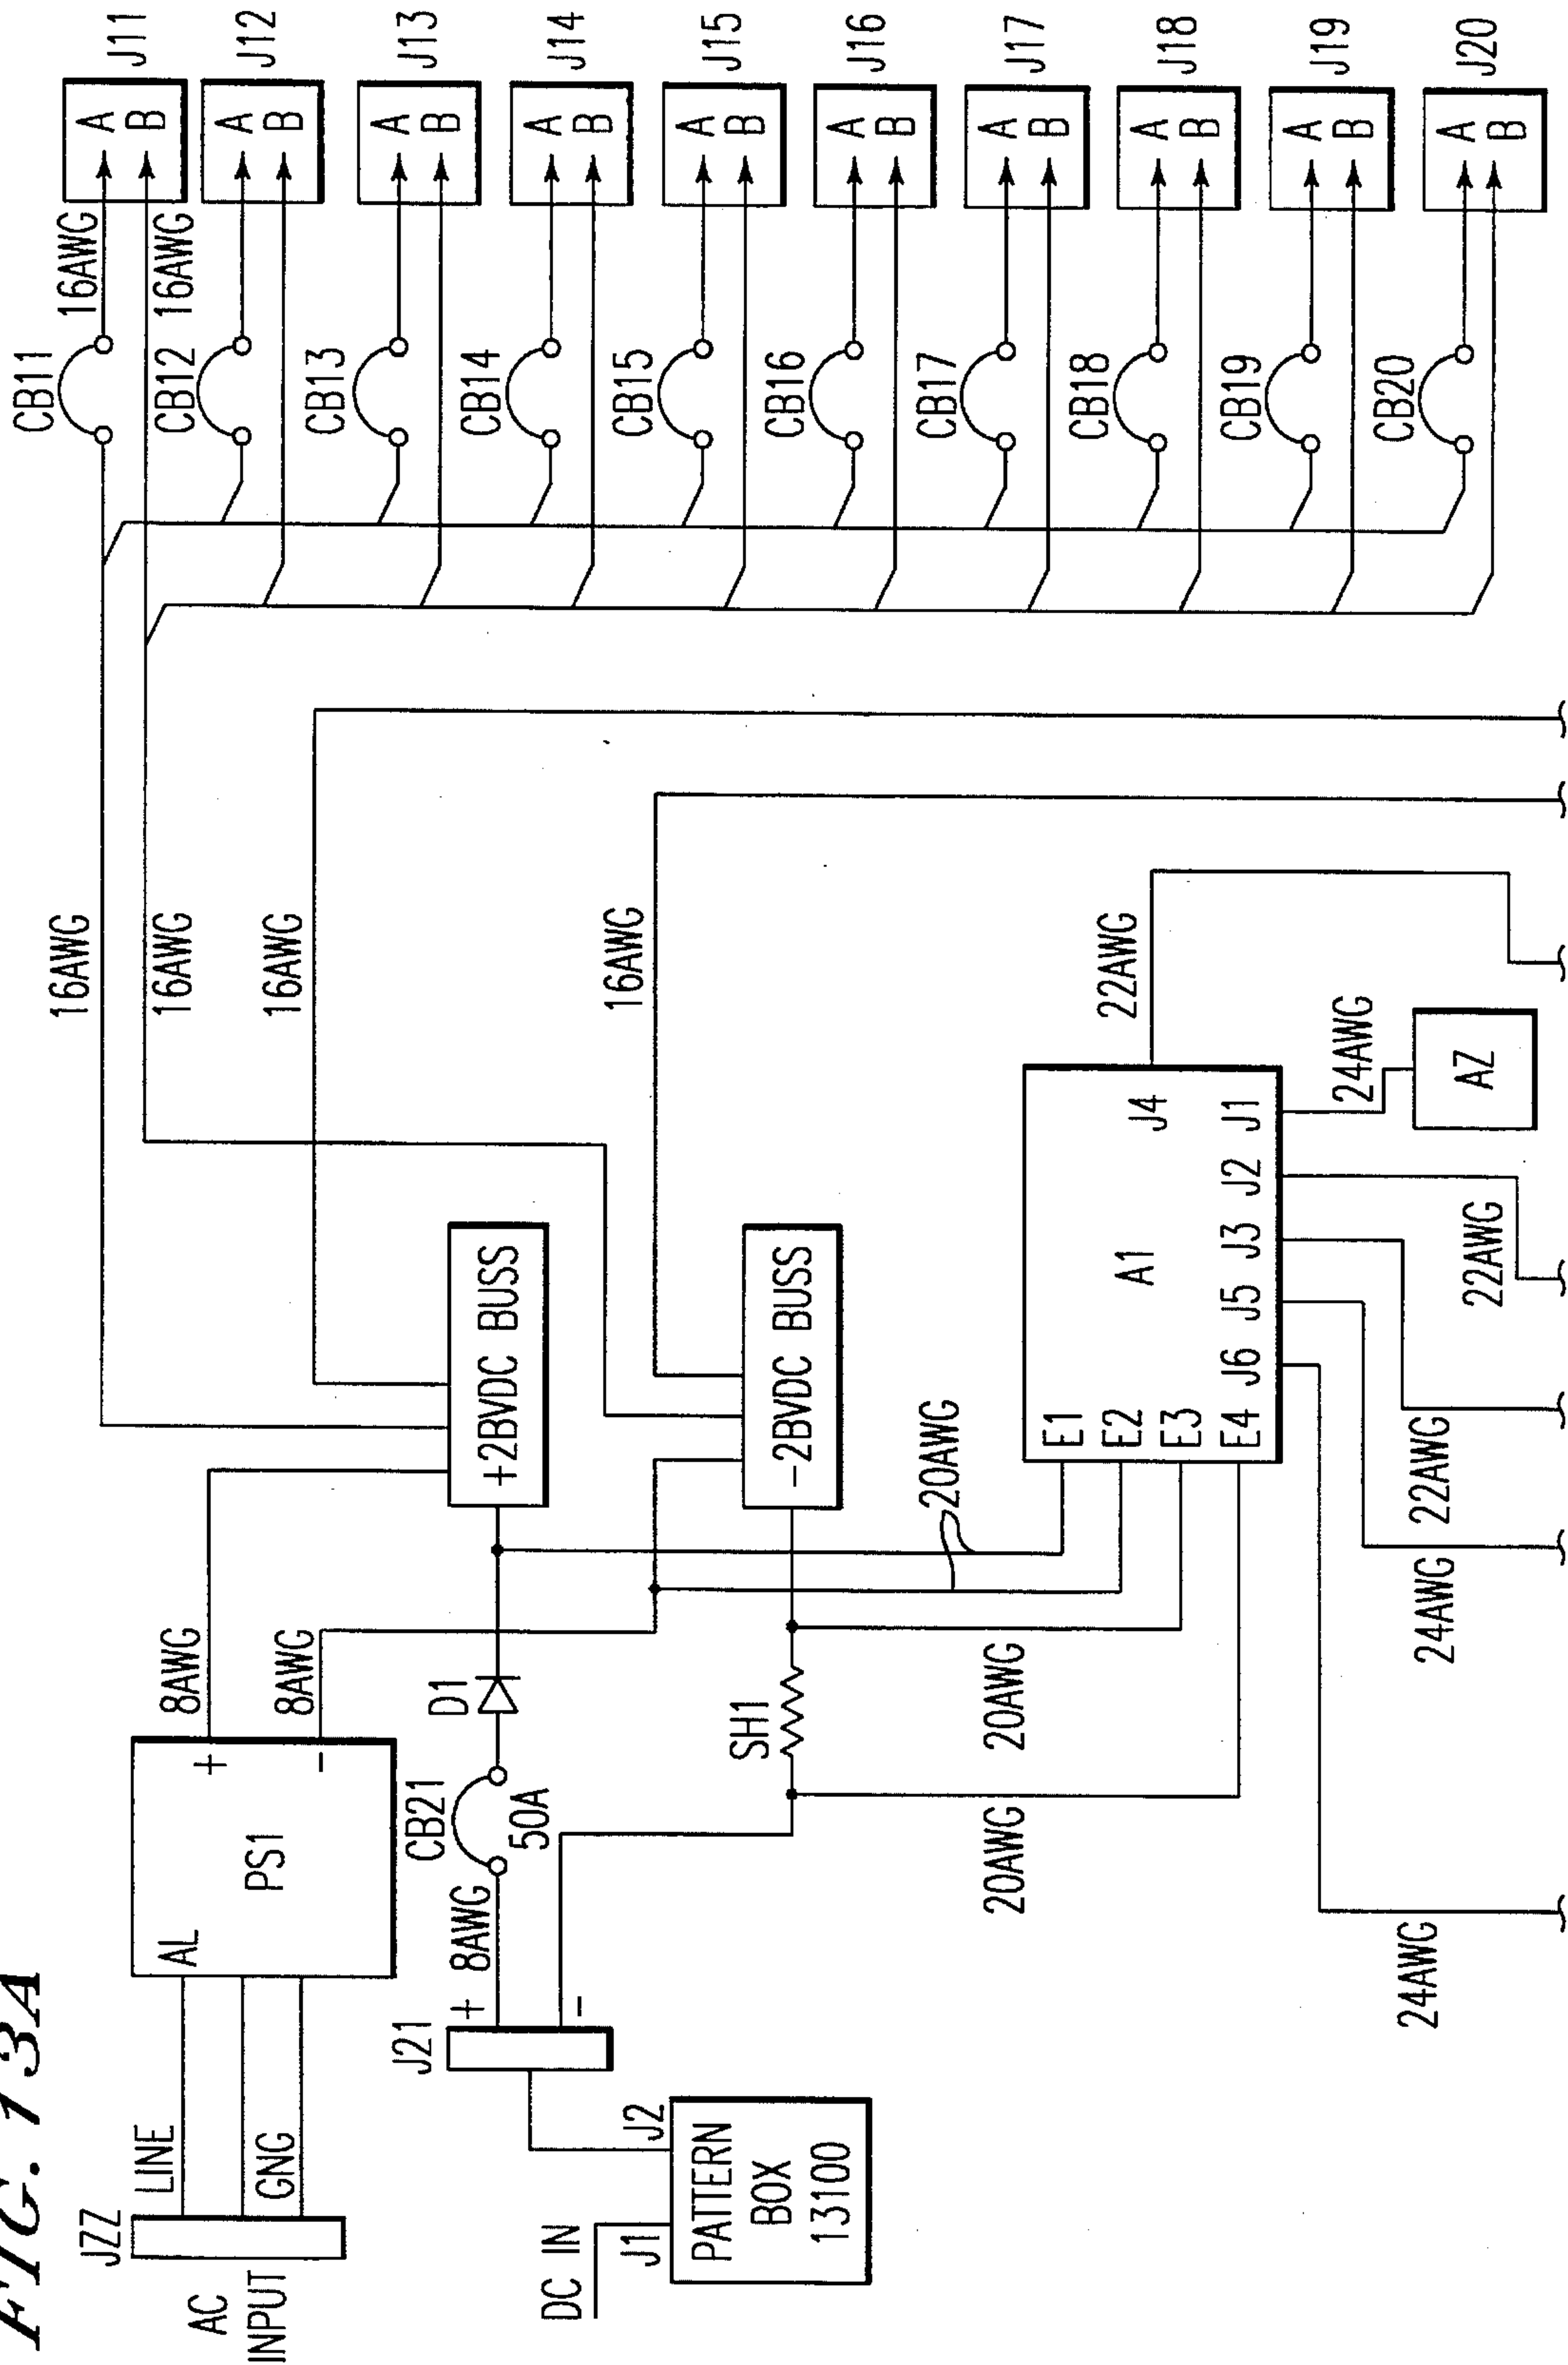 FIG. 13A
JZZ
AC
INPUT
LINE
GNG
AL
PS1
+
-
8AWG
8AWG
DC IN
J1
J2
PATTERN
BOX
13100
J21
+
-
8AWG
CB21
50A
D1
SH1
+2BVDC BUSS
-2BVDC BUSS
16AWG
16AWG
16AWG
16AWG
20AWG
20AWG
20AWG
E1
E2
E3
E4
A1
J4
J6
J5
J3
J2
J1
22AWG
24AWG
AZ
22AWG
22AWG
24AWG
24AWG
CB11
16AWG
16AWG
A
B
J11
CB12
A
B
J12
CB13
A
B
J13
CB14
A
B
J14
CB15
A
B
J15
CB16
A
B
J16
CB17
A
B
J17
CB18
A
B
J18
CB19
A
B
J19
CB20
A
B
J20